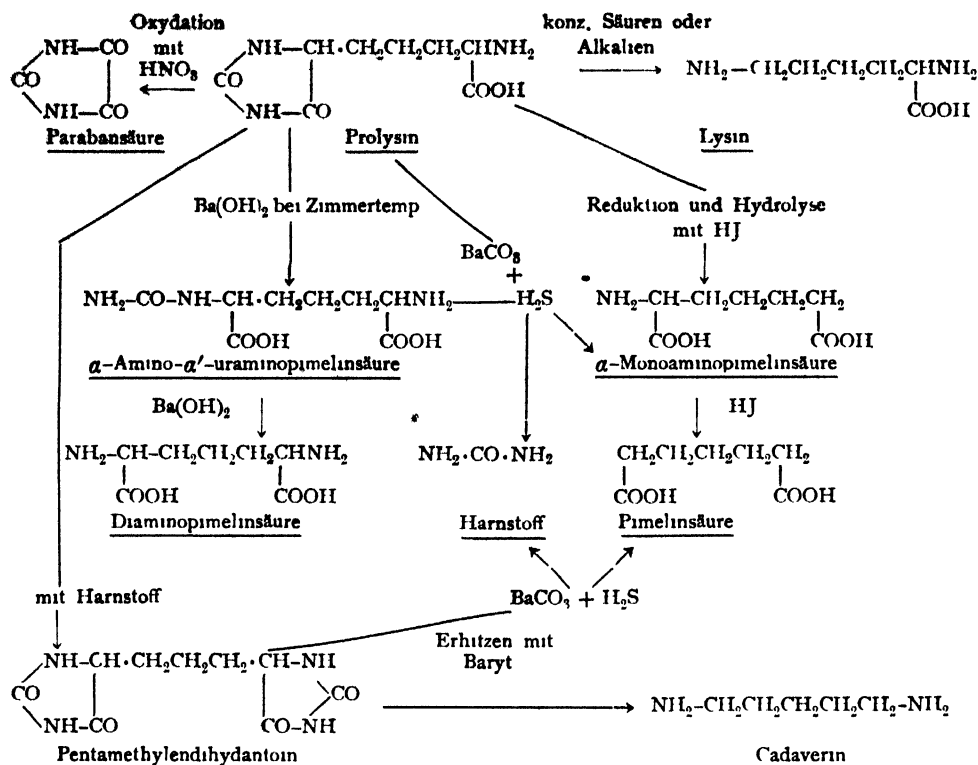 Oxydation mit HNO₃
konz. Säuren oder Alkalien
NH—CO
CO
NH—CO
Parabansäure
NH—CH·CH₂CH₂CH₂CHNH₂
CO
COOH
NH—CO
Prolysin
NH₂—CH₂CH₂CH₂CH₂CHNH₂
COOH
Lysin
Ba(OH)₂ bei Zimmertemp
BaCO₃
+
H₂S
Reduktion und Hydrolyse
mit HJ
NH₂—CO—NH—CH·CH₂CH₂CH₂CHNH₂
COOH COOH
α-Amino-α′-uraminopimelinsäure
NH₂—CH—CH₂CH₂CH₂CH₂
COOH COOH
α-Monoaminopimelinsäure
Ba(OH)₂
HJ
NH₂—CH—CH₂CH₂CH₂CHNH₂
COOH COOH
Diaminopimelinsäure
NH₂·CO·NH₂
Harnstoff
CH₂CH₂CH₂CH₂CH₂
COOH COOH
Pimelinsäure
mit Harnstoff
BaCO₃ + H₂S
Erhitzen mit
Baryt
NH—CH·CH₂CH₂CH₂·CH—NH
CO CO
NH—CO CO—NH
Pentamethylendihydantoin
NH₂—CH₂CH₂CH₂CH₂CH₂—NH₂
Cadaverin